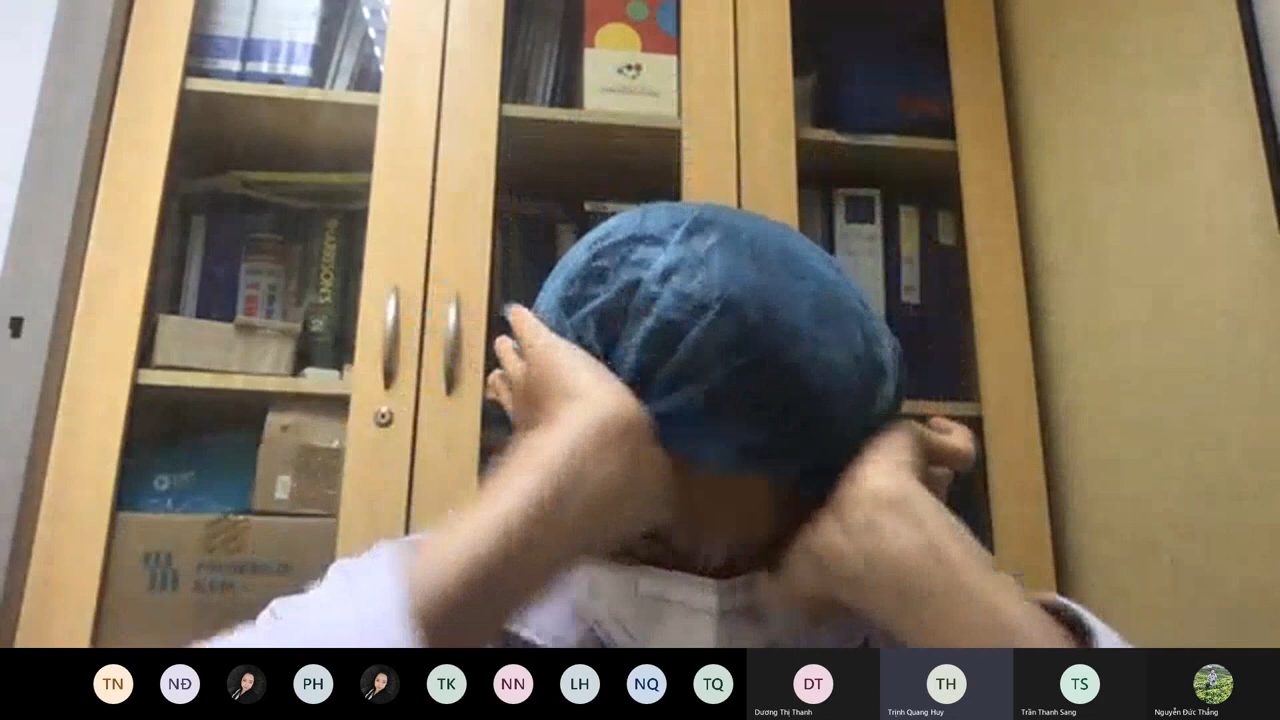 HARRISON'S
TN
NĐ
PH
TK
NN
LH
NQ
TQ
DT
TH
TS
Dương Thị Thanh
Trịnh Quang Huy
Trần Thanh Sang
Nguyễn Đức Thắng